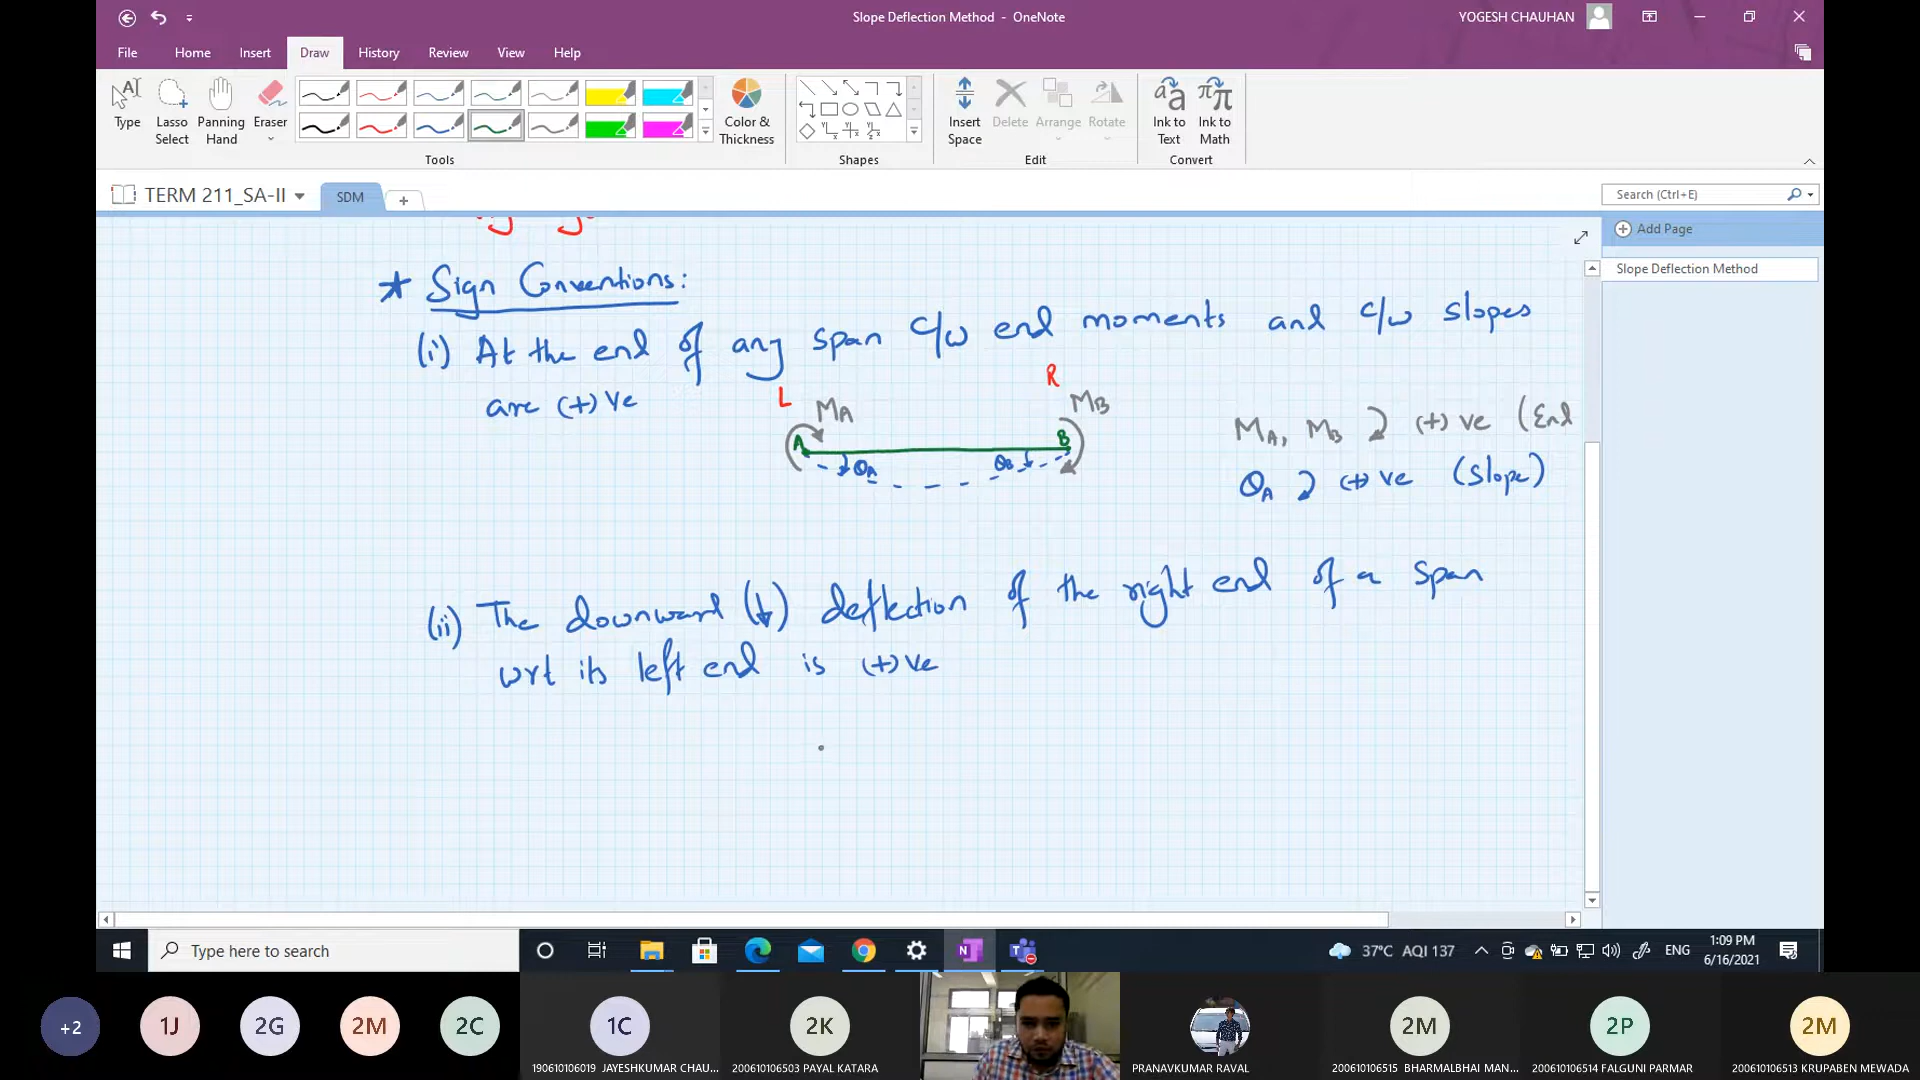 Slope Deflection Method - OneNote
YOGESH CHAUHAN
File Home Insert Draw History Review View Help
Type
Lasso Select
Panning Hand
Eraser
Color & Thickness
Insert Space
Delete
Arrange
Rotate
Ink to Text
Ink to Math
Tools
Shapes
Edit
Convert
TERM 211_SA-II
SDM
Search (Ctrl+E)
Add Page
Slope Deflection Method
* Sign Conventions:
(i) At the end of any span c/w end moments and c/w slopes
are (+)ve
L
R
MA
MB
A
B
θA
θB
MA, MB (+)ve (End
θA (+)ve (slope)
(ii) The downward (↓) deflection of the right end of a span
wrt its left end is (+)ve
Type here to search
37°C AQI 137
ENG
1:09 PM
6/16/2021
+2
1J
2G
2M
2C
1C
2K
2M
2P
2M
190610106019 JAYESHKUMAR CHAU...
200610106503 PAYAL KATARA
PRANAVKUMAR RAVAL
200610106515 BHARMALBHAI MAN...
200610106514 FALGUNI PARMAR
200610106513 KRUPABEN MEWADA